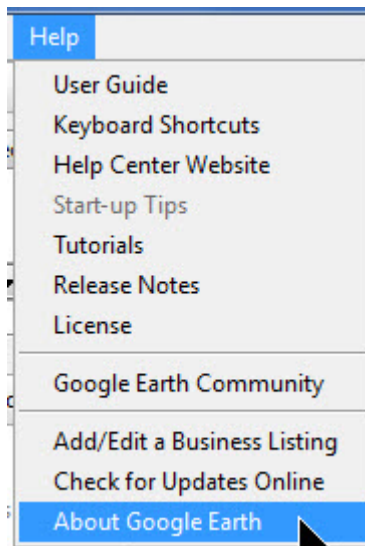 Help
User Guide
Keyboard Shortcuts
Help Center Website
Start-up Tips
Tutorials
Release Notes
License
Google Earth Community
Add/Edit a Business Listing
Check for Updates Online
About Google Earth